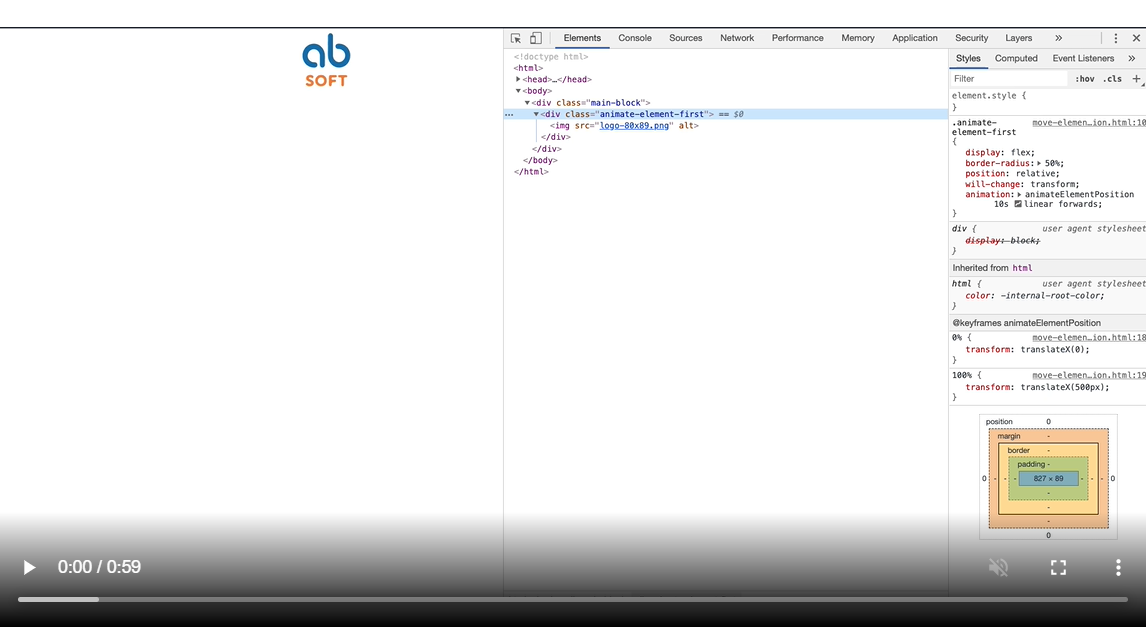 ab
SOFT
Elements Console Sources Network Performance Memory Application Security Layers »
<!doctype html>
<html>
<head>…</head>
<body>
<div class="main-block">
<div class="animate-element-first"> == $0
<img src="logo-80x89.png" alt>
</div>
</div>
</body>
</html>
Styles Computed Event Listeners »
Filter :hov .cls +
element.style {
}
.animate- move-elemen…ion.html:10
element-first
{
display: flex;
border-radius: 50%;
position: relative;
will-change: transform;
animation: animateElementPosition
10s linear forwards;
}
div { user agent stylesheet
display: block;
}
Inherited from html
html { user agent stylesheet
color: -internal-root-color;
}
@keyframes animateElementPosition
0% { move-elemen…ion.html:18
transform: translateX(0);
}
100% { move-elemen…ion.html:19
transform: translateX(500px);
}
position 0
margin -
border -
padding -
0 - - - 827 × 89 - - - 0
-
-
-
0
0:00 / 0:59